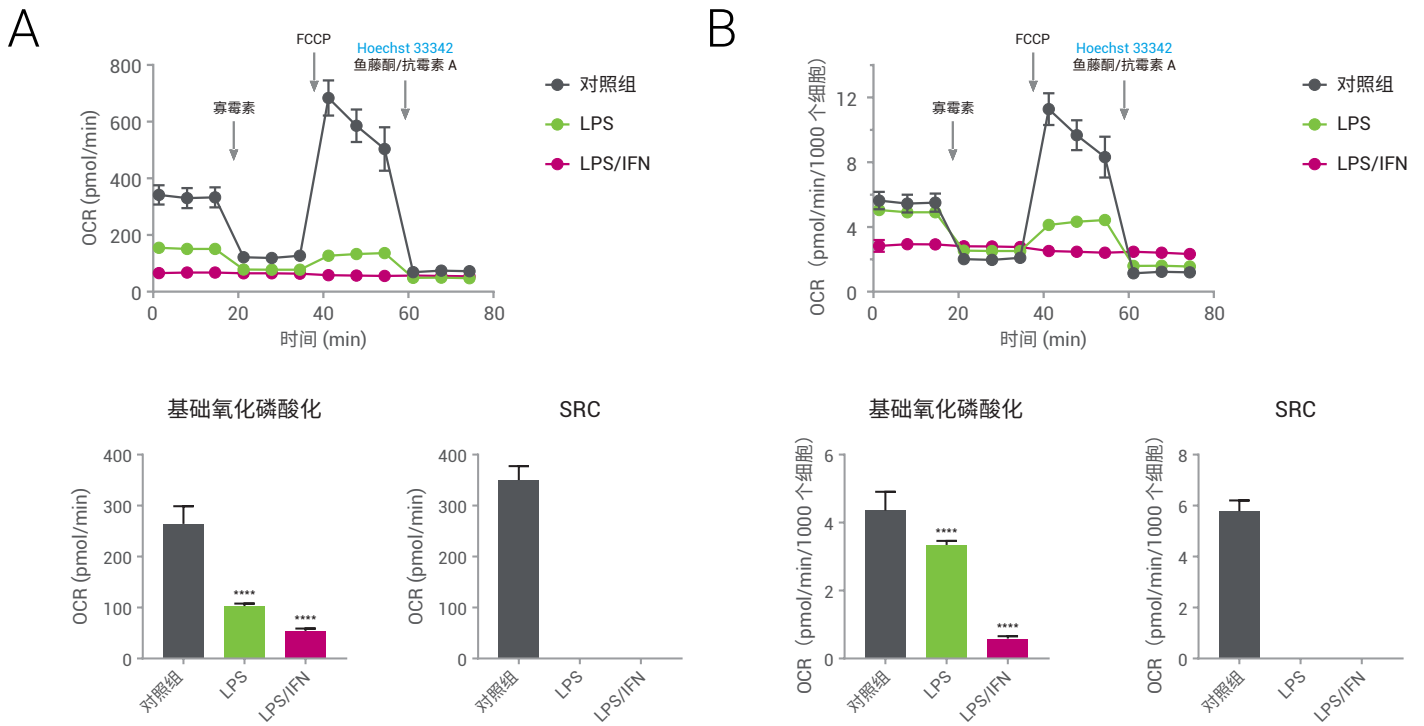 A
FCCP
Hoechst 33342
鱼藤酮/抗霉素 A
寡霉素
OCR (pmol/min)
800
600
400
200
0
0 20 40 60 80
时间 (min)
对照组
LPS
LPS/IFN
B
FCCP
Hoechst 33342
鱼藤酮/抗霉素 A
寡霉素
OCR（pmol/min/1000 个细胞）
12
8
4
0
0 20 40 60 80
时间 (min)
对照组
LPS
LPS/IFN
基础氧化磷酸化
OCR (pmol/min)
400
300
200
100
0
****
****
对照组
LPS
LPS/IFN
SRC
OCR (pmol/min)
400
300
200
100
0
对照组
LPS
LPS/IFN
基础氧化磷酸化
OCR（pmol/min/1000 个细胞）
6
4
2
0
****
****
对照组
LPS
LPS/IFN
SRC
OCR（pmol/min/1000 个细胞）
8
6
4
2
0
对照组
LPS
LPS/IFN